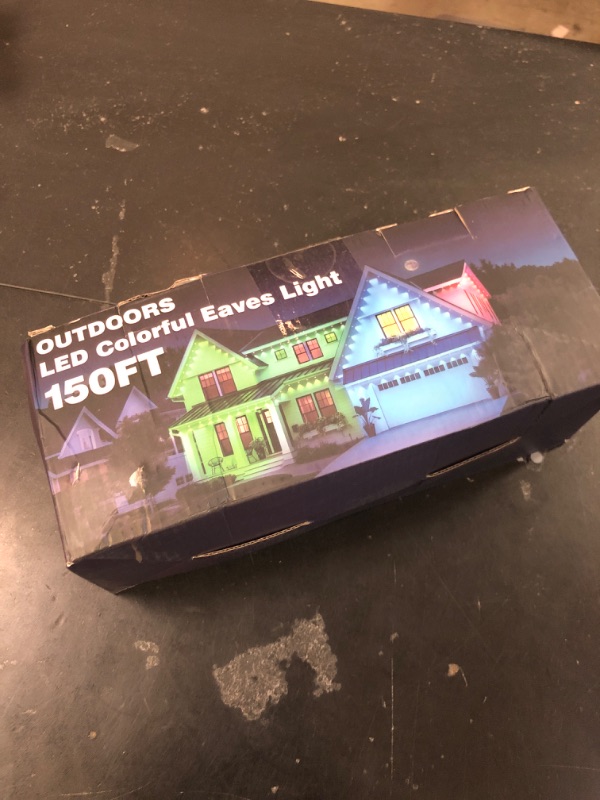 OUTDOORS
LED Colorful Eaves Light
150FT